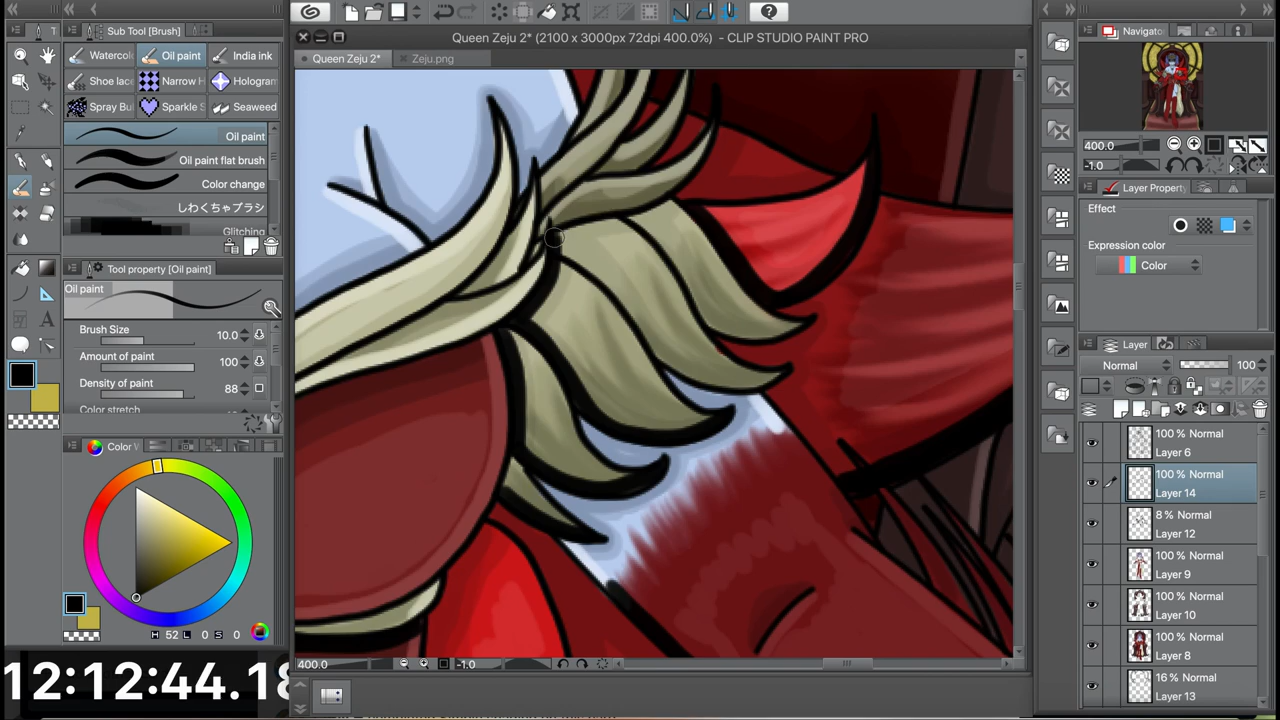 Queen Zeju 2* (2100 x 3000px 72dpi 400.0%) - CLIP STUDIO PAINT PRO
Queen Zeju 2*
Zeju.png
T
Sub Tool [Brush]
Watercolo
Oil paint
India ink
Shoe lace
Narrow H
Hologram
Spray Bu
Sparkle S
Seaweed
Oil paint
Oil paint flat brush
Color change
しわくちゃブラシ
Glitching
Tool property [Oil paint]
Oil paint
Brush Size
10.0
Amount of paint
100
Density of paint
88
Color stretch
Color W
H 52 L 0 S 0
12:12:44.18
400.0
-1.0
Navigato
400.0
-1.0
Layer Property
Effect
Expression color
Color
Layer
Normal
100
100 % Normal
Layer 6
100 % Normal
Layer 14
8 % Normal
Layer 12
100 % Normal
Layer 9
100 % Normal
Layer 10
100 % Normal
Layer 8
16 % Normal
Layer 13